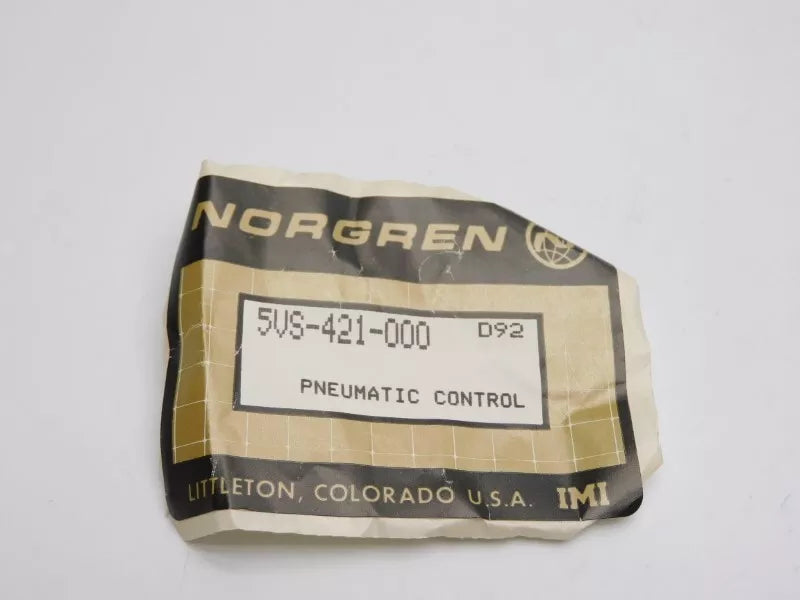 NORGREN
5VS-421-000 D92
PNEUMATIC CONTROL
LITTLETON, COLORADO U.S.A. IMI